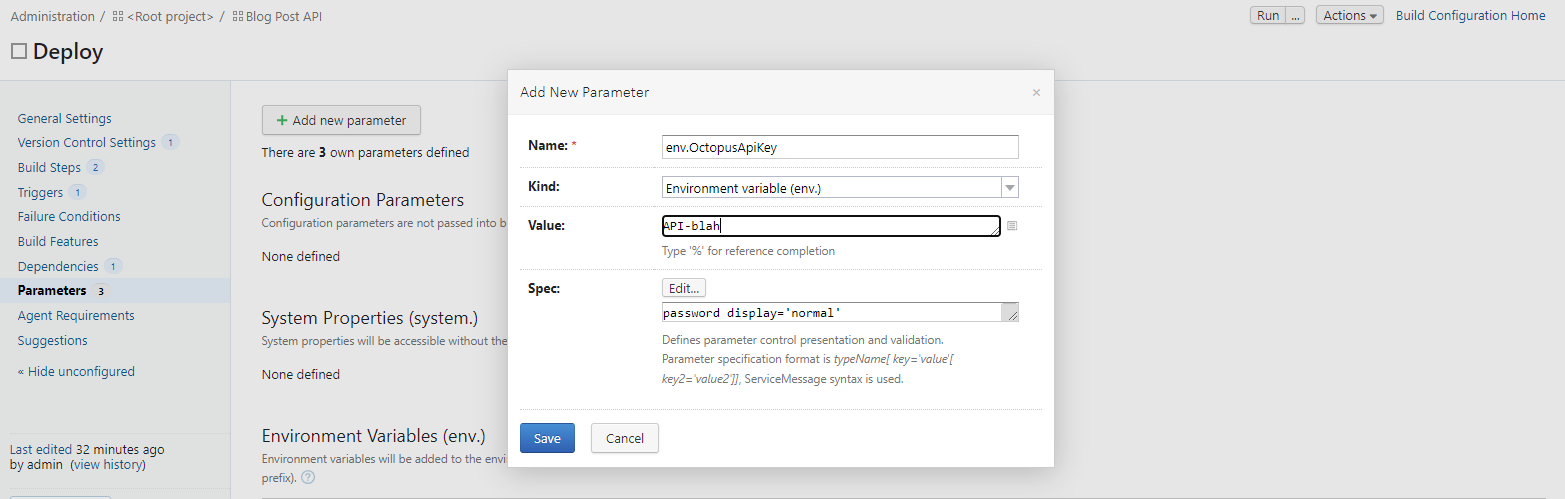 Administration / <Root project> / Blog Post API
Run ... Actions Build Configuration Home
Deploy
General Settings
Version Control Settings 1
Build Steps 2
Triggers 1
Failure Conditions
Build Features
Dependencies 1
Parameters 3
Agent Requirements
Suggestions
« Hide unconfigured
Last edited 32 minutes ago
by admin (view history)
+ Add new parameter
There are 3 own parameters defined
Configuration Parameters
Configuration parameters are not passed into b
None defined
System Properties (system.)
System properties will be accessible without the
None defined
Environment Variables (env.)
Environment variables will be added to the envi
prefix). ?
Add New Parameter ×
Name: * env.OctopusApiKey
Kind: Environment variable (env.)
Value: API-blah
Type '%' for reference completion
Spec: Edit...
password display='normal'
Defines parameter control presentation and validation.
Parameter specification format is typeName[ key='value'[
key2='value2']], ServiceMessage syntax is used.
Save Cancel